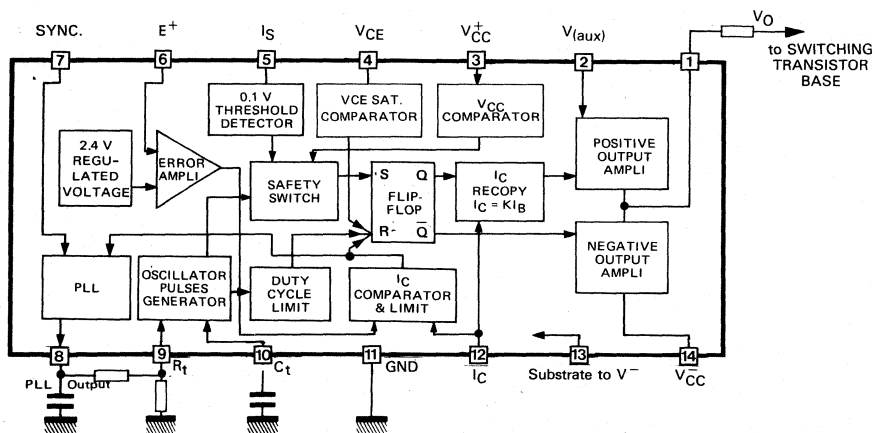 SYNC. E+ IS VCE VCC+ V(aux) VO
7 6 5 4 3 2 1
to SWITCHING
TRANSISTOR
BASE
0.1 V
THRESHOLD
DETECTOR
VCE SAT.
COMPARATOR
VCC
COMPARATOR
2.4 V
REGU-
LATED
VOLTAGE
ERROR
AMPLI
SAFETY
SWITCH
S Q
FLIP-
FLOP
R Q̅
IC
RECOPY
IC = KIB
POSITIVE
OUTPUT
AMPLI
NEGATIVE
OUTPUT
AMPLI
PLL
OSCILLATOR
PULSES
GENERATOR
DUTY
CYCLE
LIMIT
IC
COMPARATOR
& LIMIT
8 9 Rt 10 Ct 11 GND 12 IC 13 14
PLL Output
Substrate to V−
VCC−